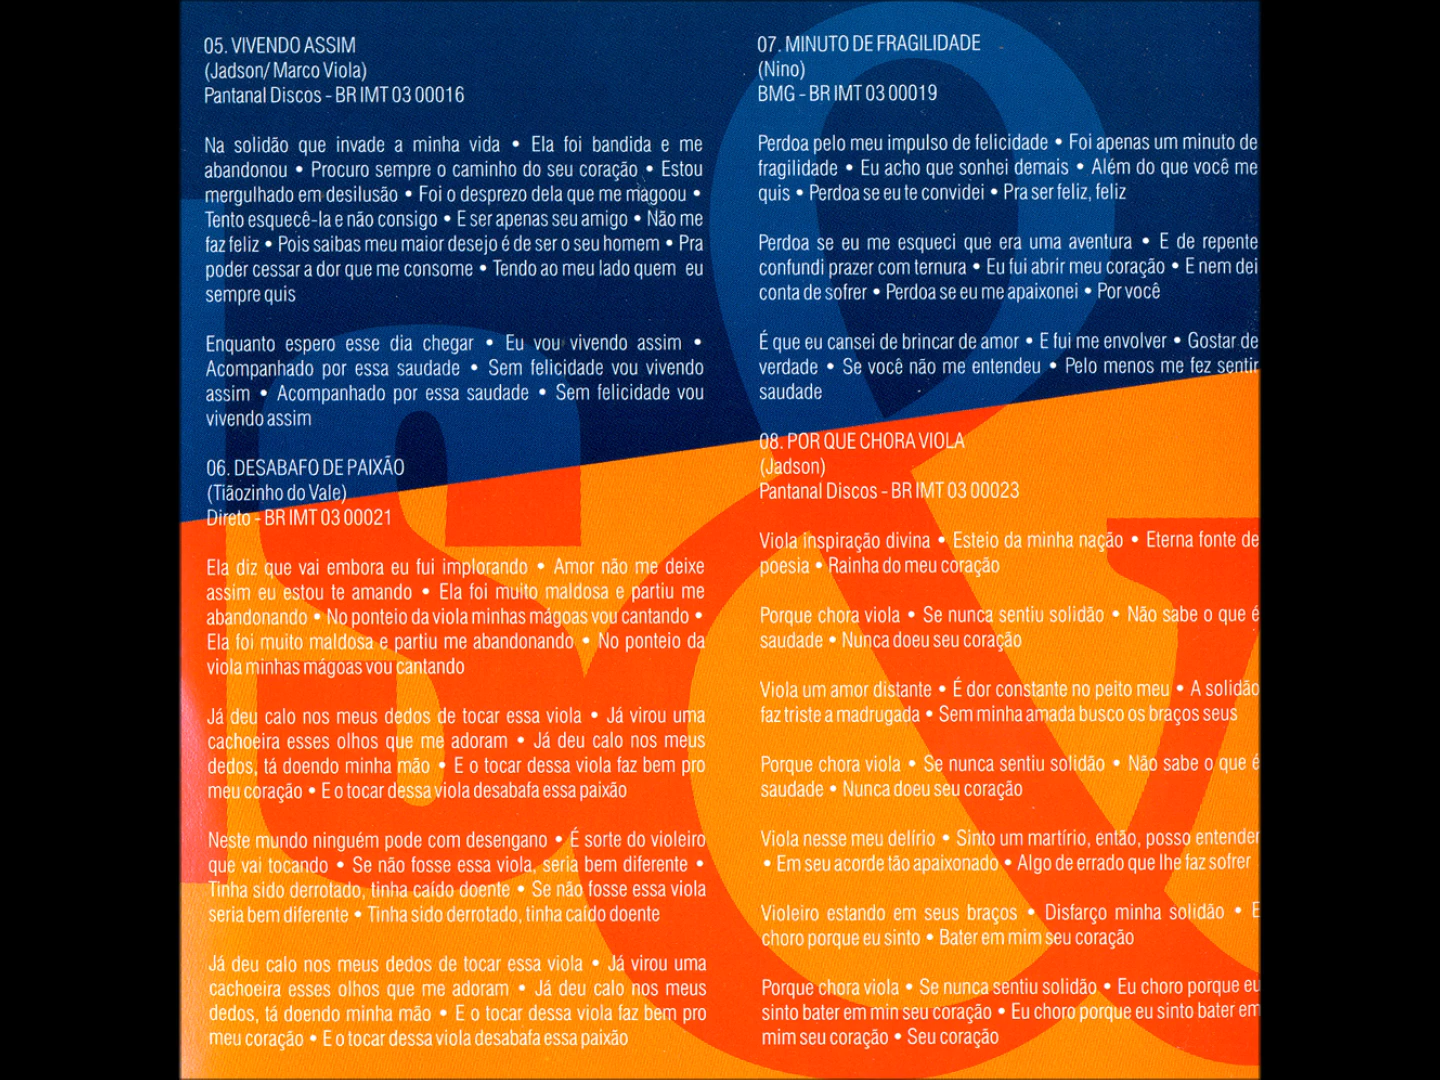 05. VIVENDO ASSIM
(Jadson/ Marco Viola)
Pantanal Discos - BR IMT 03 00016
Na solidão que invade a minha vida • Ela foi bandida e me
abandonou • Procuro sempre o caminho do seu coração • Estou
mergulhado em desilusão • Foi o desprezo dela que me magoou •
Tento esquecê-la e não consigo • E ser apenas seu amigo • Não me
faz feliz • Pois saibas meu maior desejo é de ser o seu homem • Pra
poder cessar a dor que me consome • Tendo ao meu lado quem eu
sempre quis
Enquanto espero esse dia chegar • Eu vou vivendo assim •
Acompanhado por essa saudade • Sem felicidade vou vivendo
assim • Acompanhado por essa saudade • Sem felicidade vou
vivendo assim
06. DESABAFO DE PAIXÃO
(Tiãozinho do Vale)
Direto - BR IMT 03 00021
Ela diz que vai embora eu fui implorando • Amor não me deixe
assim eu estou te amando • Ela foi muito maldosa e partiu me
abandonando • No ponteio da viola minhas mágoas vou cantando •
Ela foi muito maldosa e partiu me abandonando • No ponteio da
viola minhas mágoas vou cantando
Já deu calo nos meus dedos de tocar essa viola • Já virou uma
cachoeira esses olhos que me adoram • Já deu calo nos meus
dedos, tá doendo minha mão • E o tocar dessa viola faz bem pro
meu coração • E o tocar dessa viola desabafa essa paixão
Neste mundo ninguém pode com desengano • É sorte do violeiro
que vai tocando • Se não fosse essa viola, seria bem diferente •
Tinha sido derrotado, tinha caído doente • Se não fosse essa viola
seria bem diferente • Tinha sido derrotado, tinha caído doente
Já deu calo nos meus dedos de tocar essa viola • Já virou uma
cachoeira esses olhos que me adoram • Já deu calo nos meus
dedos, tá doendo minha mão • E o tocar dessa viola faz bem pro
meu coração • E o tocar dessa viola desabafa essa paixão
07. MINUTO DE FRAGILIDADE
(Nino)
BMG - BR IMT 03 00019
Perdoa pelo meu impulso de felicidade • Foi apenas um minuto de
fragilidade • Eu acho que sonhei demais • Além do que você me
quis • Perdoa se eu te convidei • Pra ser feliz, feliz
Perdoa se eu me esqueci que era uma aventura • E de repente
confundi prazer com ternura • Eu fui abrir meu coração • E nem dei
conta de sofrer • Perdoa se eu me apaixonei • Por você
É que eu cansei de brincar de amor • E fui me envolver • Gostar de
verdade • Se você não me entendeu • Pelo menos me fez sentir
saudade
08. POR QUE CHORA VIOLA
(Jadson)
Pantanal Discos - BR IMT 03 00023
Viola inspiração divina • Esteio da minha nação • Eterna fonte de
poesia • Rainha do meu coração
Porque chora viola • Se nunca sentiu solidão • Não sabe o que é
saudade • Nunca doeu seu coração
Viola um amor distante • É dor constante no peito meu • A solidão
faz triste a madrugada • Sem minha amada busco os braços seus
Porque chora viola • Se nunca sentiu solidão • Não sabe o que é
saudade • Nunca doeu seu coração
Viola nesse meu delírio • Sinto um martírio, então, posso entender
• Em seu acorde tão apaixonado • Algo de errado que lhe faz sofrer
Violeiro estando em seus braços • Disfarço minha solidão • E
choro porque eu sinto • Bater em mim seu coração
Porque chora viola • Se nunca sentiu solidão • Eu choro porque eu
sinto bater em min seu coração • Eu choro porque eu sinto bater em
mim seu coração • Seu coração